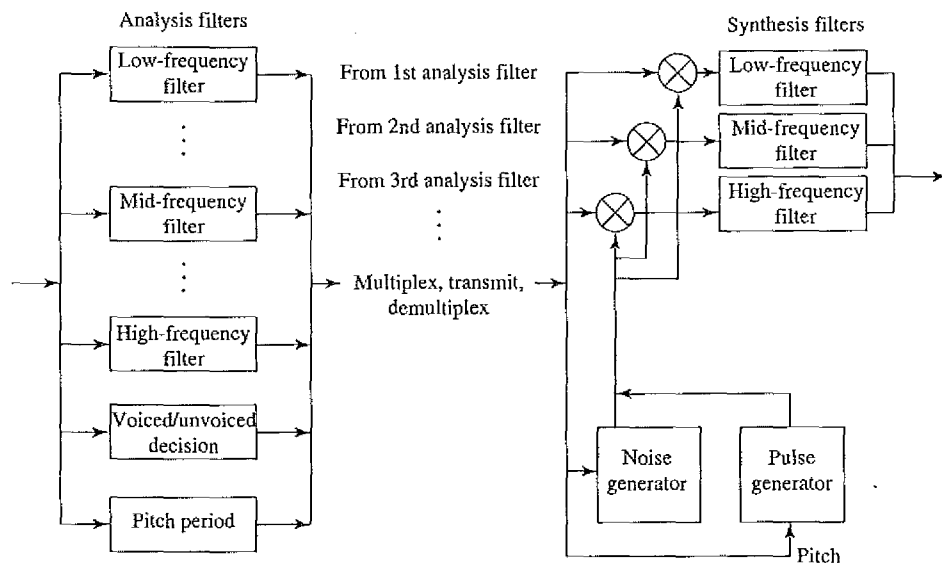 Analysis filters
Low-frequency
filter
Mid-frequency
filter
High-frequency
filter
Voiced/unvoiced
decision
Pitch period
From 1st analysis filter
From 2nd analysis filter
From 3rd analysis filter
Multiplex, transmit,
demultiplex
Synthesis filters
Low-frequency
filter
Mid-frequency
filter
High-frequency
filter
Noise
generator
Pulse
generator
Pitch